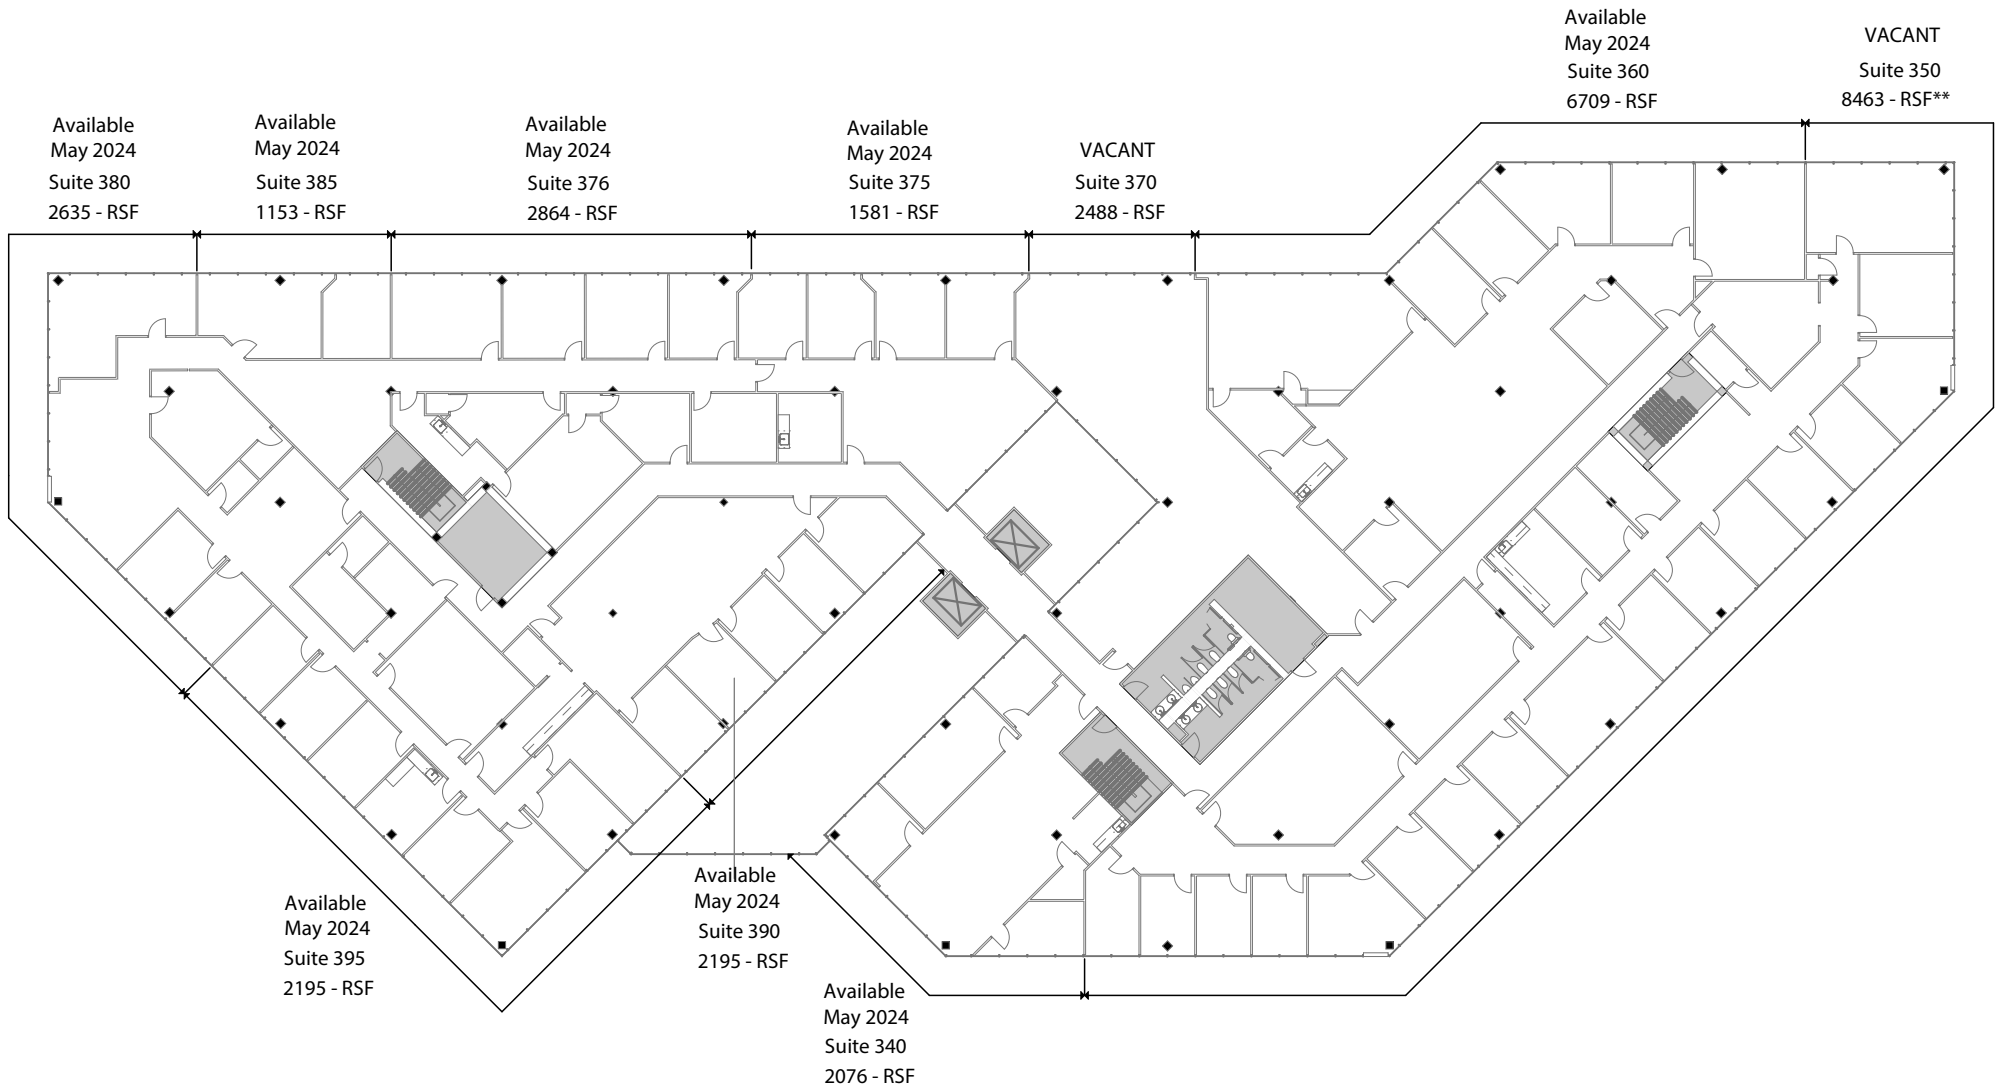 Available
May 2024
Suite 360
6709 - RSF
VACANT
Suite 350
8463 - RSF**
Available
May 2024
Suite 380
2635 - RSF
Available
May 2024
Suite 385
1153 - RSF
Available
May 2024
Suite 376
2864 - RSF
Available
May 2024
Suite 375
1581 - RSF
VACANT
Suite 370
2488 - RSF
Available
May 2024
Suite 395
2195 - RSF
Available
May 2024
Suite 390
2195 - RSF
Available
May 2024
Suite 340
2076 - RSF